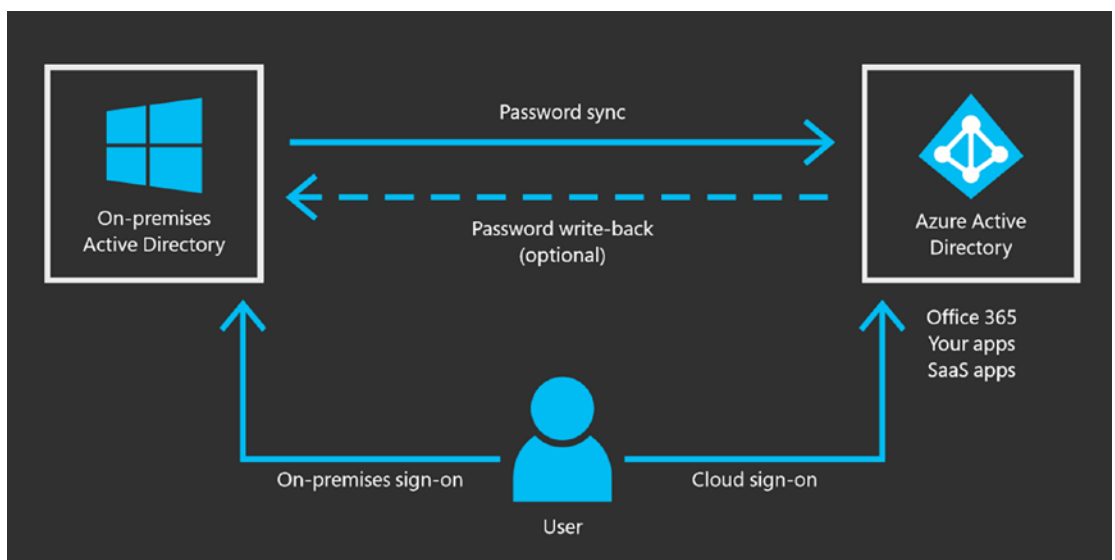 Password sync
On-premises
Active Directory
Password write-back
(optional)
Azure Active
Directory
Office 365
Your apps
SaaS apps
On-premises sign-on
Cloud sign-on
User